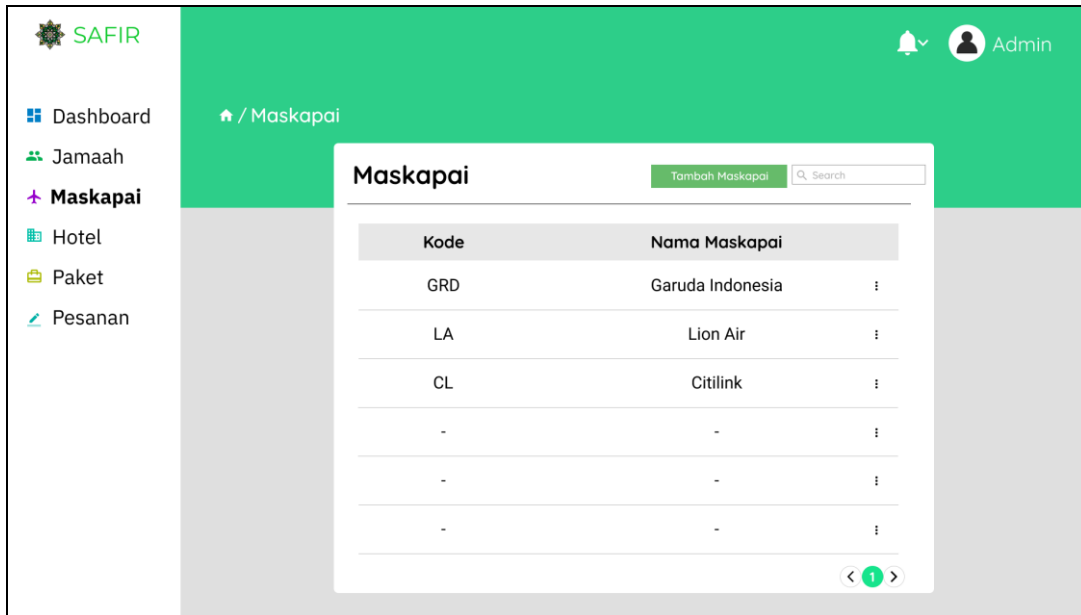 SAFIR
Admin
Dashboard
Jamaah
Maskapai
Hotel
Paket
Pesanan
/ Maskapai
Maskapai
Tambah Maskapai
Search
Kode Nama Maskapai
GRD Garuda Indonesia
LA Lion Air
CL Citilink
- -
- -
- -
1